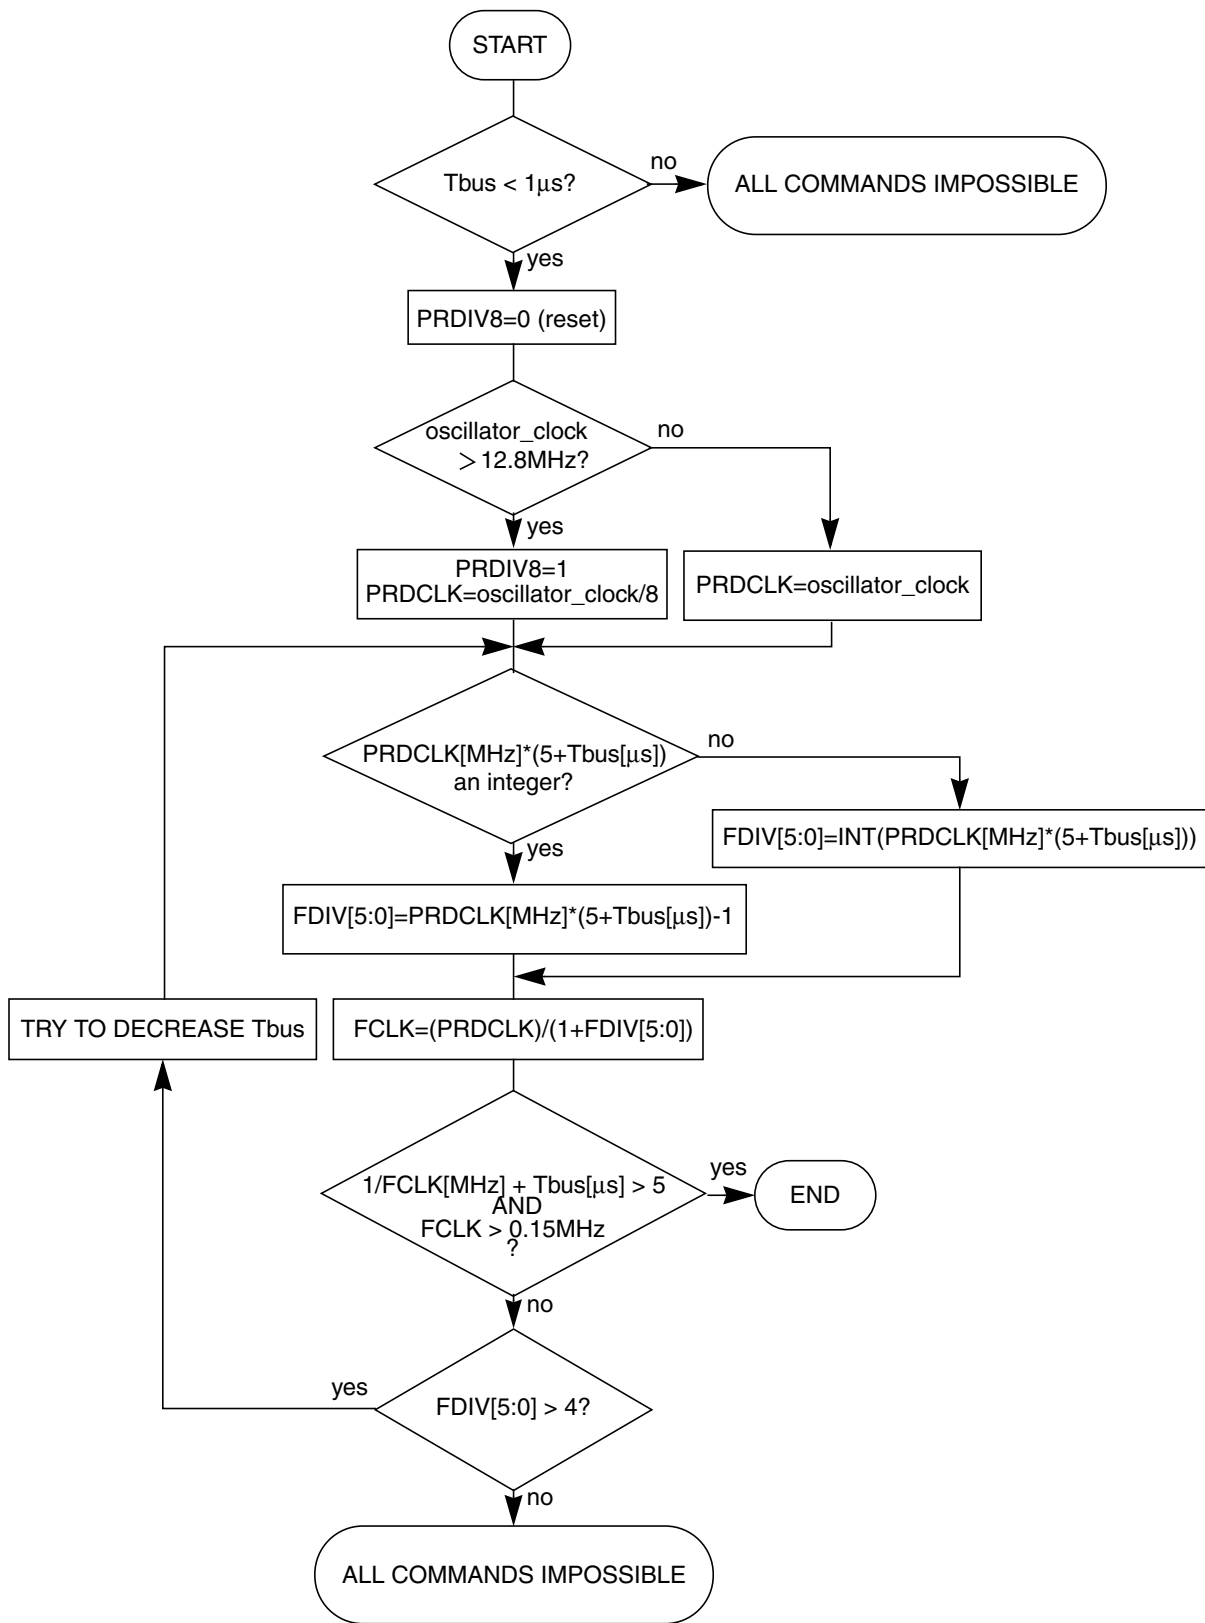 START
Tbus < 1μs?
no
ALL COMMANDS IMPOSSIBLE
yes
PRDIV8=0 (reset)
oscillator_clock
> 12.8MHz?
no
yes
PRDIV8=1
PRDCLK=oscillator_clock/8
PRDCLK=oscillator_clock
PRDCLK[MHz]*(5+Tbus[μs])
an integer?
no
yes
FDIV[5:0]=INT(PRDCLK[MHz]*(5+Tbus[μs]))
FDIV[5:0]=PRDCLK[MHz]*(5+Tbus[μs])-1
TRY TO DECREASE Tbus
FCLK=(PRDCLK)/(1+FDIV[5:0])
1/FCLK[MHz] + Tbus[μs] > 5
AND
FCLK > 0.15MHz
?
yes
END
no
yes
FDIV[5:0] > 4?
no
ALL COMMANDS IMPOSSIBLE